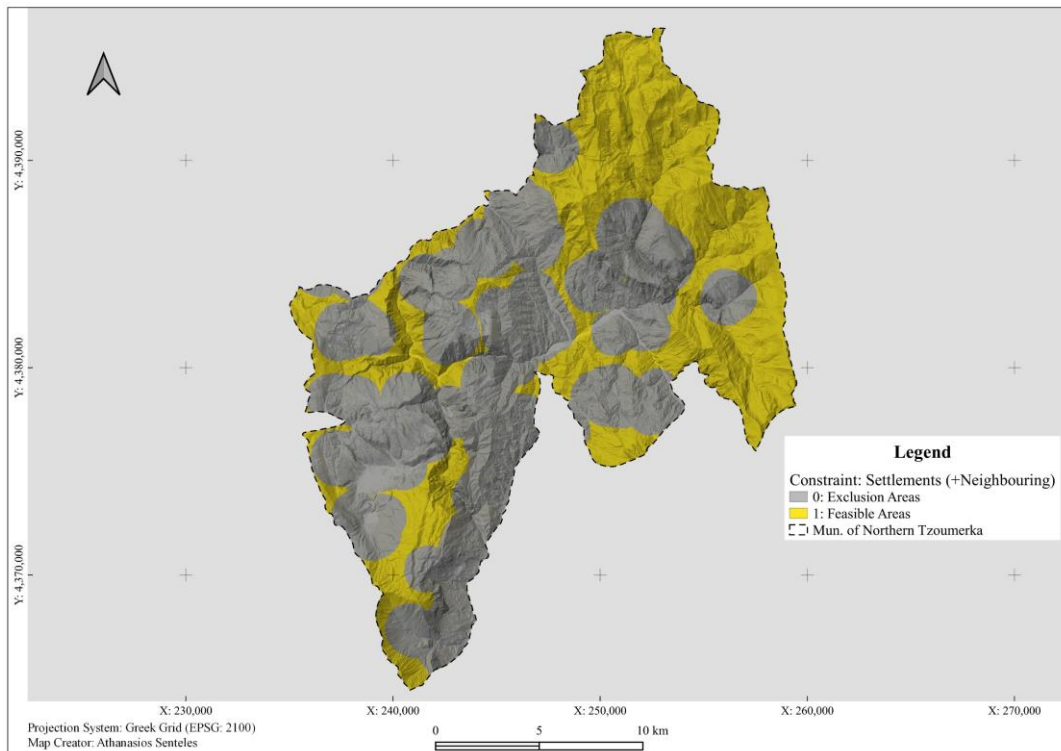 Y: 4,390,000
Y: 4,380,000
Y: 4,370,000
Legend
Constraint: Settlements (+Neighbouring)
0: Exclusion Areas
1: Feasible Areas
Mun. of Northern Tzoumerka
X: 230,000
X: 240,000
X: 250,000
X: 260,000
X: 270,000
Projection System: Greek Grid (EPSG: 2100)
Map Creator: Athanasios Senteles
0
5
10 km